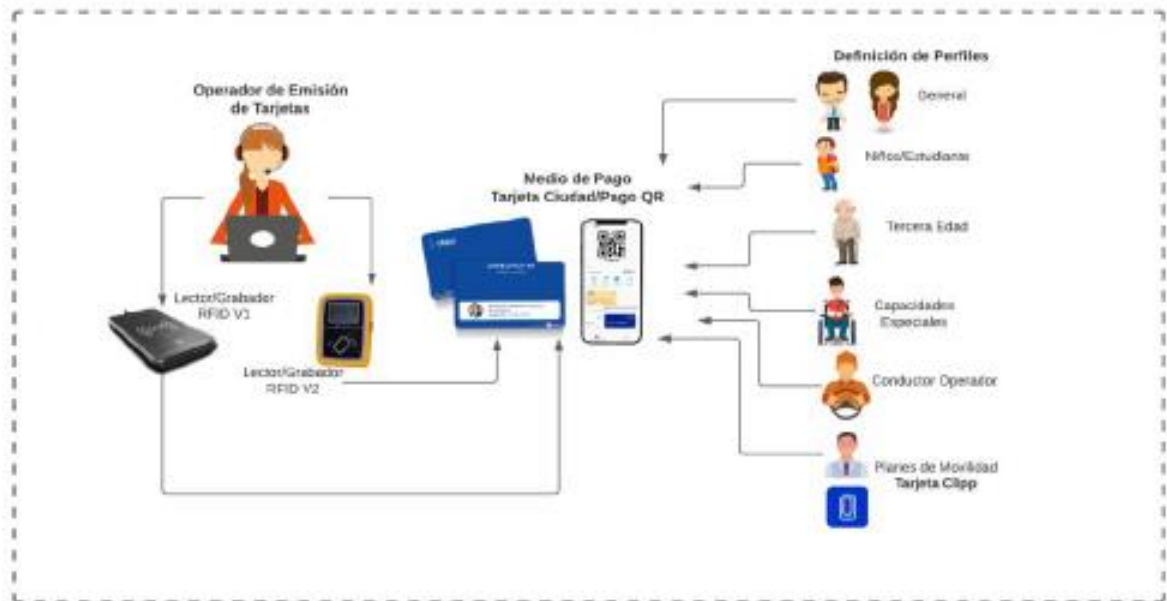 Definición de Perfiles
Operador de Emisión
de Tarjetas
General
Niños/Estudiante
Medio de Pago
Tarjeta Ciudad/Pago QR
Tercera Edad
Lector/Grabador
RFID V1
Capacidades
Especiales
Lector/Grabador
RFID V2
Conductor Operador
Planes de Movilidad
Tarjeta Clipp